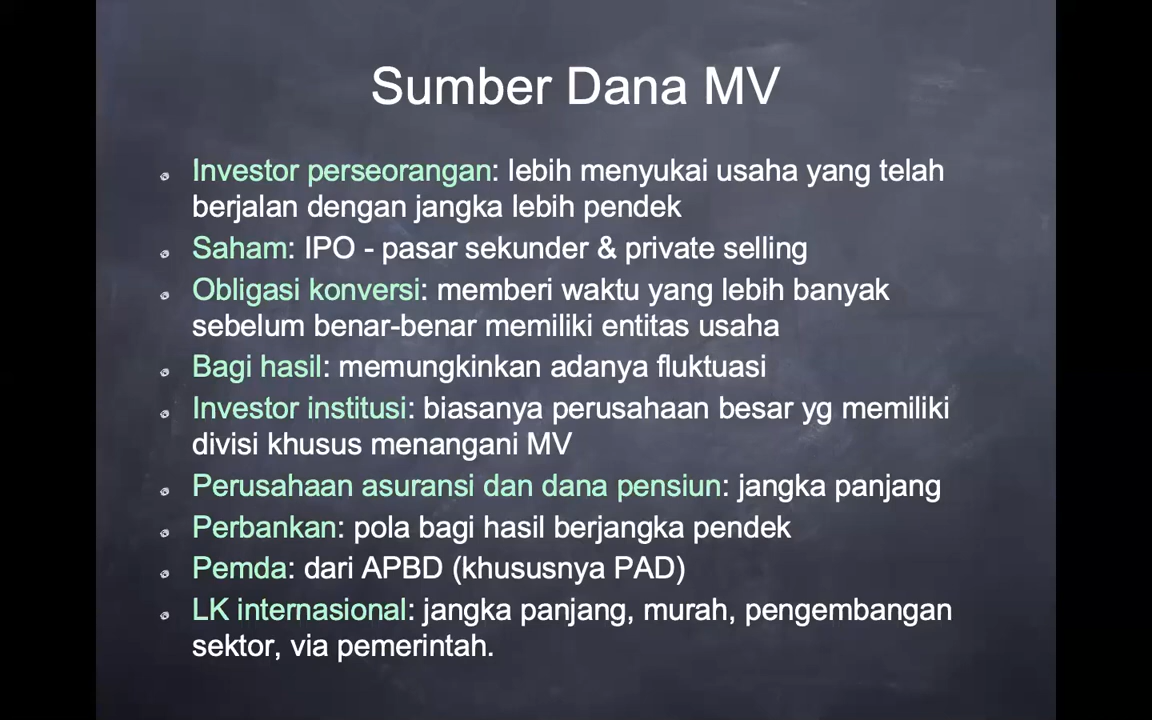 Sumber Dana MV
Investor perseorangan: lebih menyukai usaha yang telah
berjalan dengan jangka lebih pendek
Saham: IPO - pasar sekunder & private selling
Obligasi konversi: memberi waktu yang lebih banyak
sebelum benar-benar memiliki entitas usaha
Bagi hasil: memungkinkan adanya fluktuasi
Investor institusi: biasanya perusahaan besar yg memiliki
divisi khusus menangani MV
Perusahaan asuransi dan dana pensiun: jangka panjang
Perbankan: pola bagi hasil berjangka pendek
Pemda: dari APBD (khususnya PAD)
LK internasional: jangka panjang, murah, pengembangan
sektor, via pemerintah.